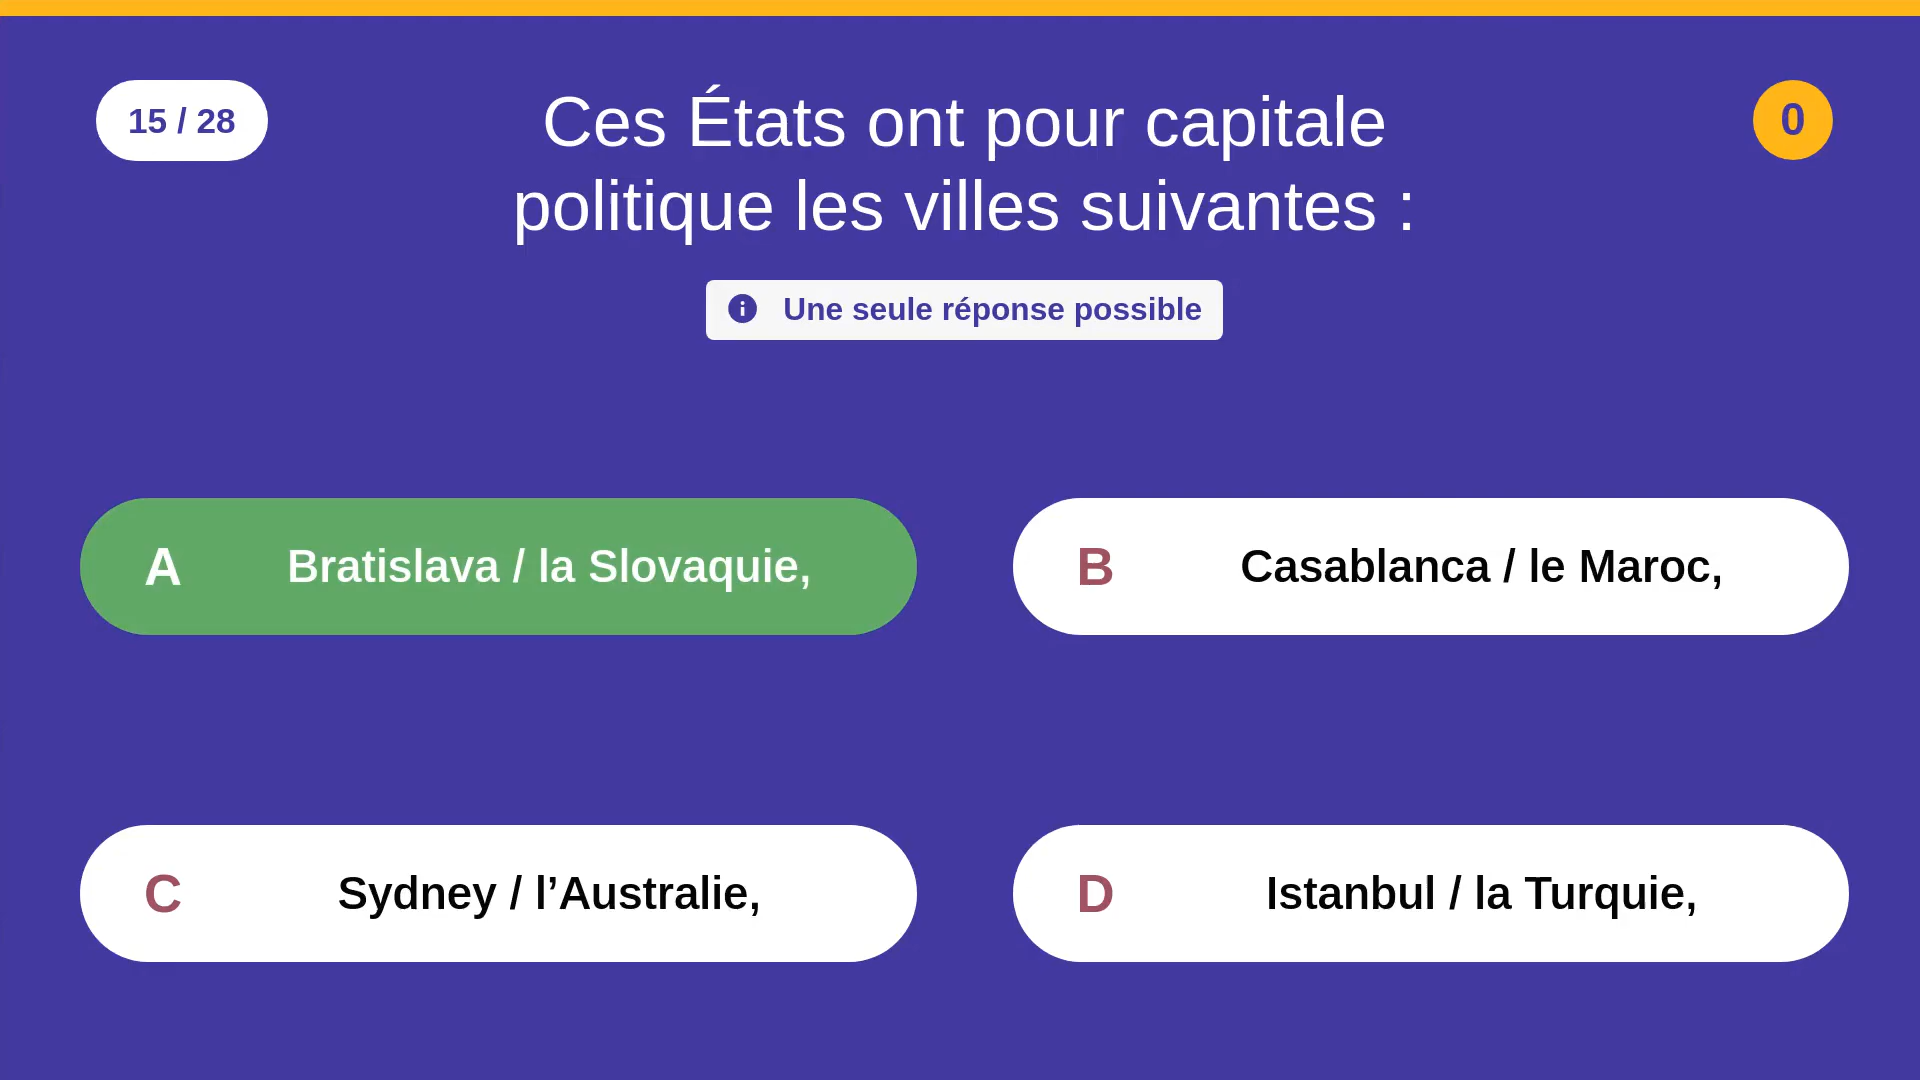 15 / 28
Ces États ont pour capitale
politique les villes suivantes :
0
Une seule réponse possible
A Bratislava / la Slovaquie,
B Casablanca / le Maroc,
C Sydney / l’Australie,
D Istanbul / la Turquie,